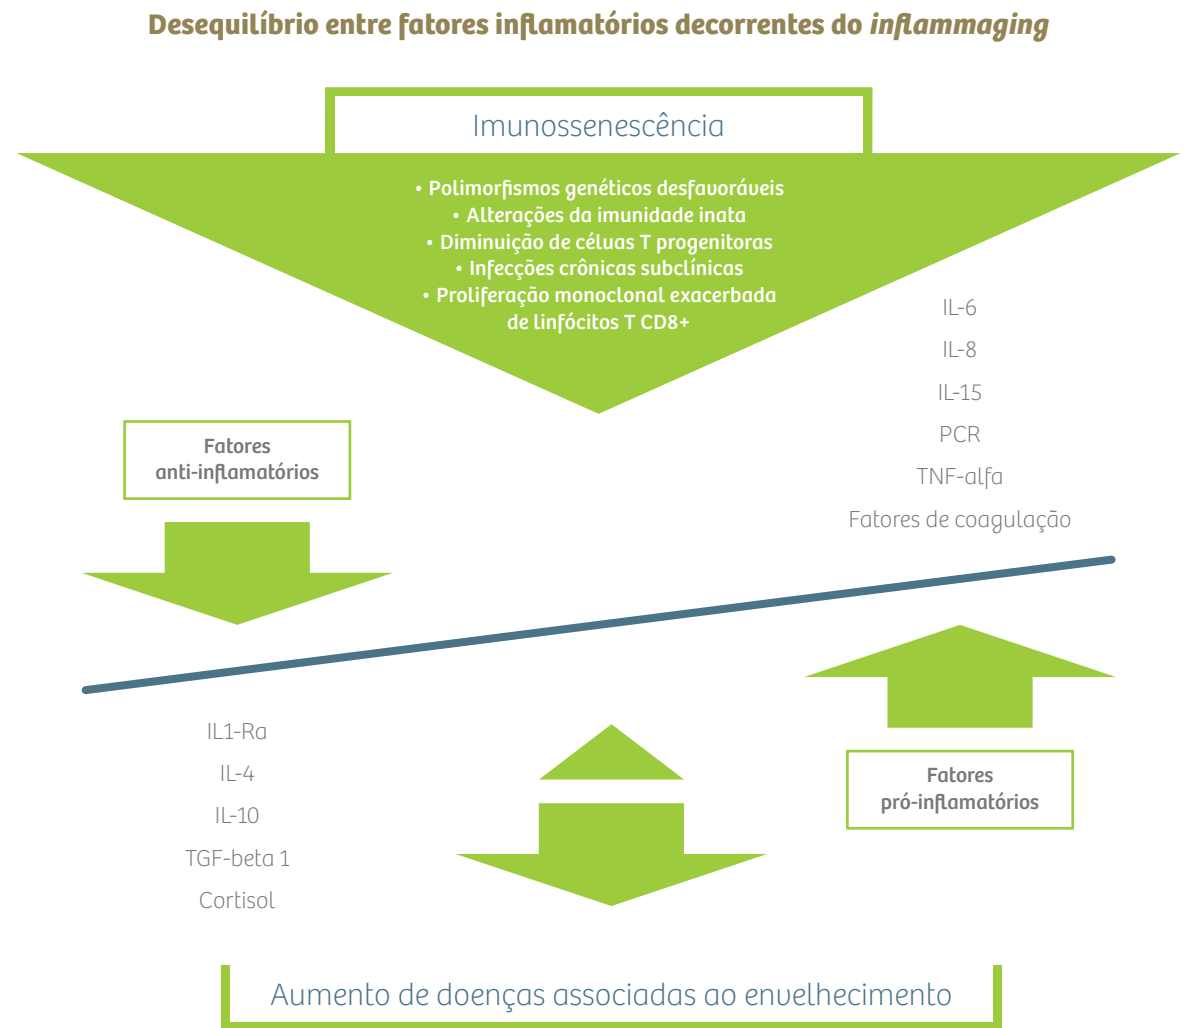 Desequilíbrio entre fatores inflamatórios decorrentes do inflammaging
Imunossenescência
• Polimorfismos genéticos desfavoráveis
• Alterações da imunidade inata
• Diminuição de céluas T progenitoras
• Infecções crônicas subclínicas
• Proliferação monoclonal exacerbada
de linfócitos T CD8+
IL-6
IL-8
IL-15
PCR
TNF-alfa
Fatores de coagulação
Fatores
anti-inflamatórios
IL1-Ra
IL-4
IL-10
TGF-beta 1
Cortisol
Fatores
pró-inflamatórios
Aumento de doenças associadas ao envelhecimento